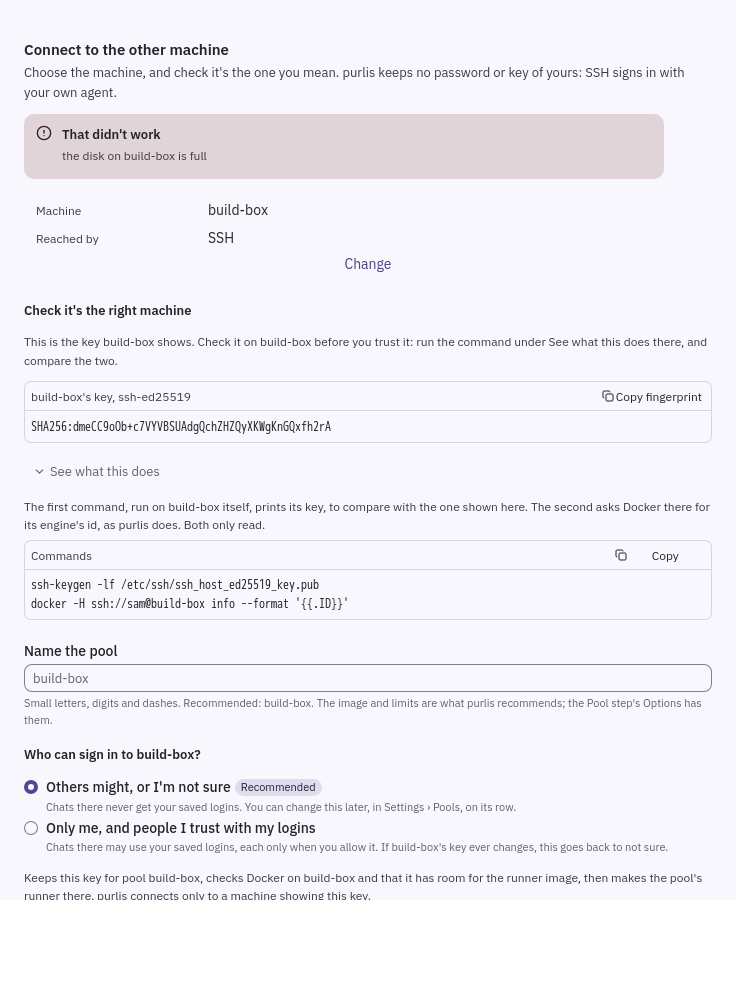 Connect to the other machine
Choose the machine, and check it's the one you mean. purlis keeps no password or key of yours: SSH signs in with
your own agent.
That didn't work
the disk on build-box is full
Machine build-box
Reached by SSH
Change
Check it's the right machine
This is the key build-box shows. Check it on build-box before you trust it: run the command under See what this does there, and
compare the two.
build-box's key, ssh-ed25519 Copy fingerprint
SHA256:dmeCC9oOb+c7VYVBSUAdgQchZHZQyXKWgKnGQxfh2rA
See what this does
The first command, run on build-box itself, prints its key, to compare with the one shown here. The second asks Docker there for
its engine's id, as purlis does. Both only read.
Commands Copy
ssh-keygen -lf /etc/ssh/ssh_host_ed25519_key.pub
docker -H ssh://sam@build-box info --format '{{.ID}}'
Name the pool
build-box
Small letters, digits and dashes. Recommended: build-box. The image and limits are what purlis recommends; the Pool step's Options has
them.
Who can sign in to build-box?
Others might, or I'm not sure Recommended
Chats there never get your saved logins. You can change this later, in Settings › Pools, on its row.
Only me, and people I trust with my logins
Chats there may use your saved logins, each only when you allow it. If build-box's key ever changes, this goes back to not sure.
Keeps this key for pool build-box, checks Docker on build-box and that it has room for the runner image, then makes the pool's
runner there. purlis connects only to a machine showing this key.